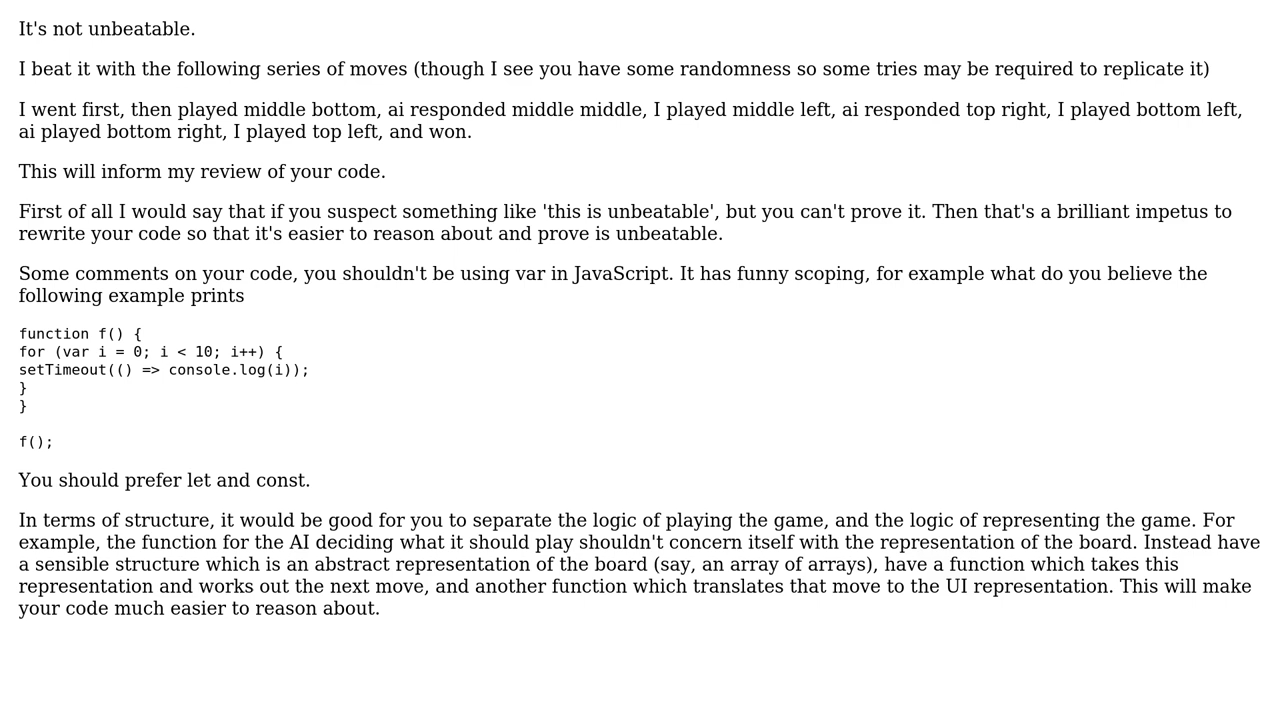 It's not unbeatable.
I beat it with the following series of moves (though I see you have some randomness so some tries may be required to replicate it)
I went first, then played middle bottom, ai responded middle middle, I played middle left, ai responded top right, I played bottom left,
ai played bottom right, I played top left, and won.
This will inform my review of your code.
First of all I would say that if you suspect something like 'this is unbeatable', but you can't prove it. Then that's a brilliant impetus to
rewrite your code so that it's easier to reason about and prove is unbeatable.
Some comments on your code, you shouldn't be using var in JavaScript. It has funny scoping, for example what do you believe the
following example prints
function f() {
for (var i = 0; i < 10; i++) {
setTimeout(() => console.log(i));
}
}
f();
You should prefer let and const.
In terms of structure, it would be good for you to separate the logic of playing the game, and the logic of representing the game. For
example, the function for the AI deciding what it should play shouldn't concern itself with the representation of the board. Instead have
a sensible structure which is an abstract representation of the board (say, an array of arrays), have a function which takes this
representation and works out the next move, and another function which translates that move to the UI representation. This will make
your code much easier to reason about.